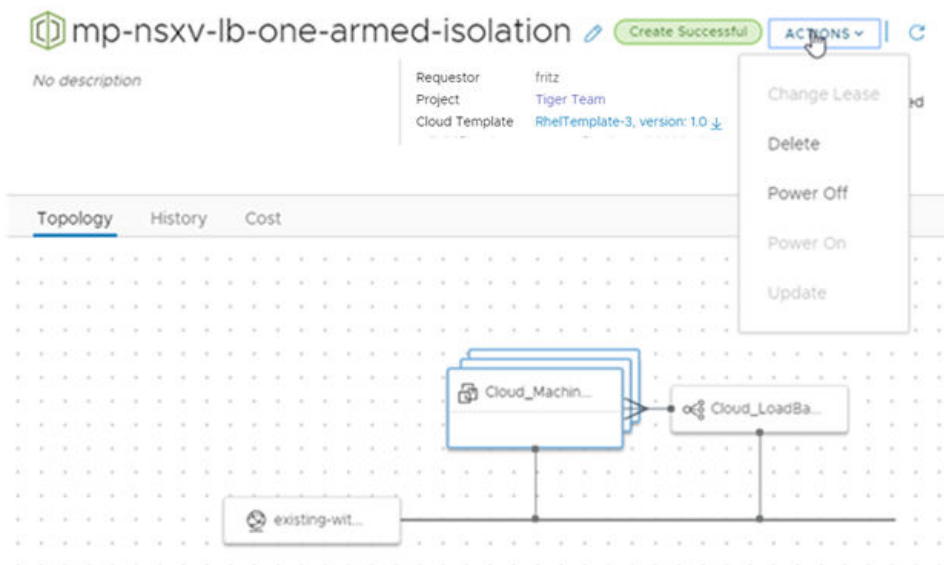 mp-nsxv-lb-one-armed-isolation
Create Successful
ACTIONS
No description
Requestor fritz
Project Tiger Team
Cloud Template RhelTemplate-3, version: 1.0
Change Lease
Delete
Power Off
Power On
Update
Topology History Cost
Cloud_Machin...
Cloud_LoadBa...
existing-wit...